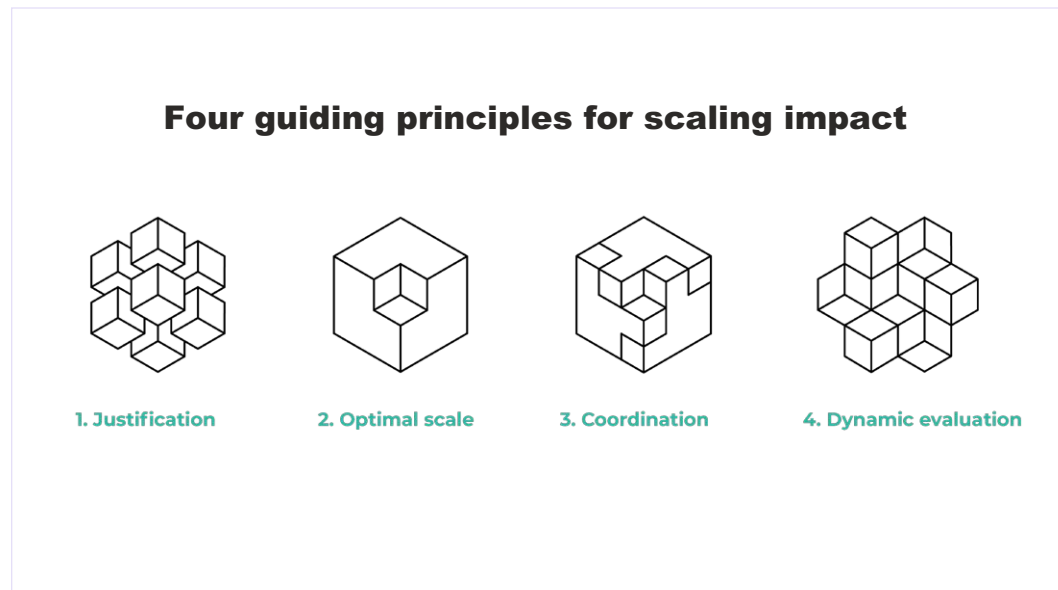 Four guiding principles for scaling impact
1. Justification
2. Optimal scale
3. Coordination
4. Dynamic evaluation